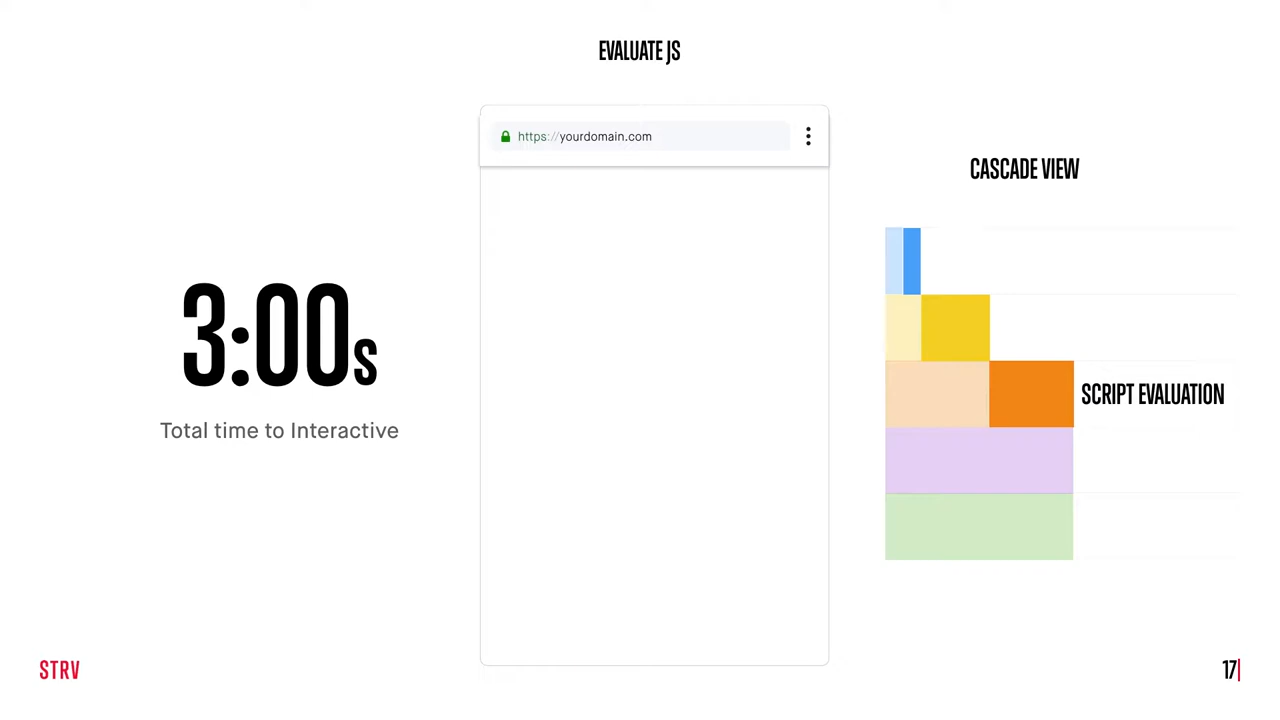 EVALUATE JS
https://yourdomain.com
CASCADE VIEW
3:00s
Total time to Interactive
SCRIPT EVALUATION
STRV
17